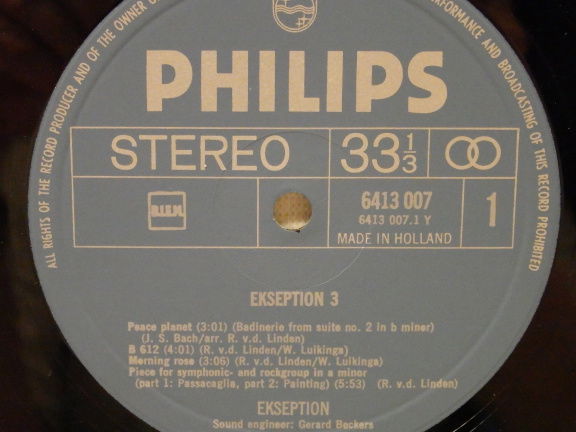 ALL RIGHTS OF THE RECORD PRODUCER AND OF THE OWNER O
RFORMANCE AND BROADCASTING OF THIS RECORD PROHIBITED
PHILIPS
STEREO 33 1/3
B.I.E.M. 6413 007 1
6413 007.1 Y
MADE IN HOLLAND
EKSEPTION 3
Peace planet (3:01) (Badinerie from suite no. 2 in b minor)
(J. S. Bach/arr. R. v.d. Linden)
B 612 (4:01) (R. v.d. Linden/W. Luikinga)
Morning rose (3:06) (R. v.d. Linden/W. Luikinga)
Piece for symphonic- and rockgroup in a minor
(part 1: Passacaglia, part 2: Painting) (5:53) (R. v.d. Linden)
EKSEPTION
Sound engineer: Gerard Beckers